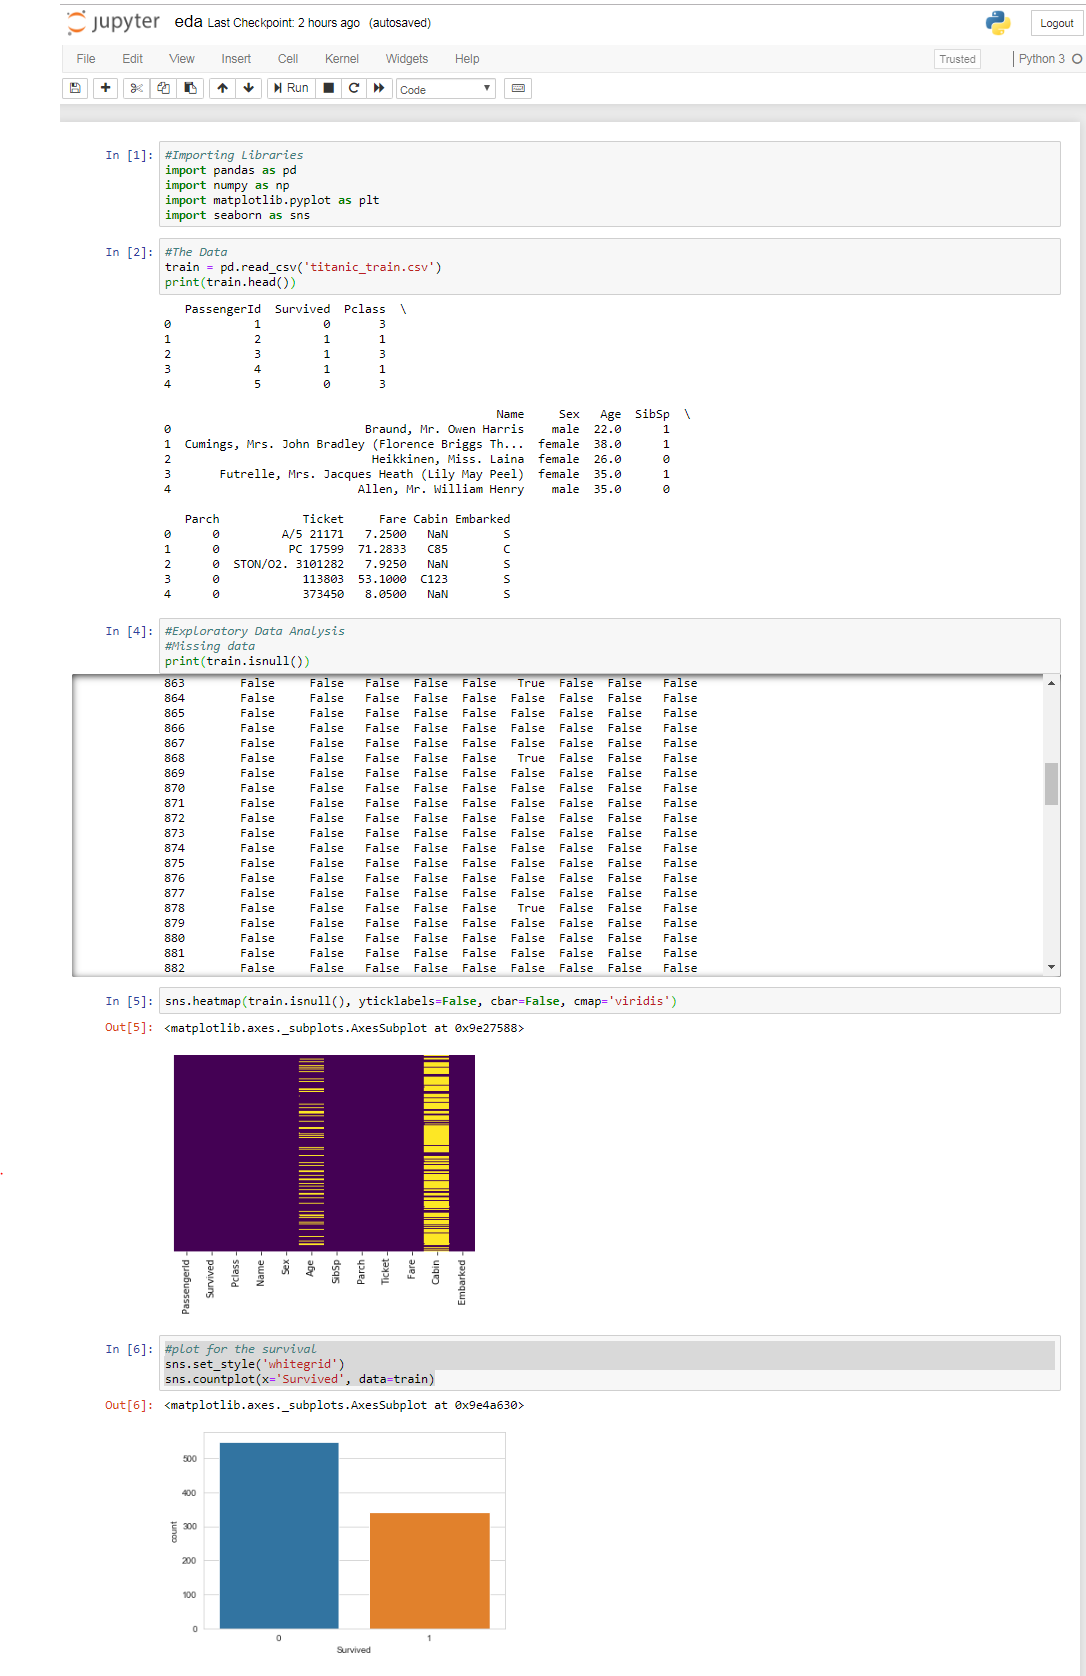 jupyter eda Last Checkpoint: 2 hours ago (autosaved) Logout
File Edit View Insert Cell Kernel Widgets Help Trusted Python 3
Run Code
In [1]: #Importing Libraries
import pandas as pd
import numpy as np
import matplotlib.pyplot as plt
import seaborn as sns
In [2]: #The Data
train = pd.read_csv('titanic_train.csv')
print(train.head())
PassengerId Survived Pclass \
0 1 0 3
1 2 1 1
2 3 1 3
3 4 1 1
4 5 0 3
Name Sex Age SibSp \
0 Braund, Mr. Owen Harris male 22.0 1
1 Cumings, Mrs. John Bradley (Florence Briggs Th... female 38.0 1
2 Heikkinen, Miss. Laina female 26.0 0
3 Futrelle, Mrs. Jacques Heath (Lily May Peel) female 35.0 1
4 Allen, Mr. William Henry male 35.0 0
Parch Ticket Fare Cabin Embarked
0 0 A/5 21171 7.2500 NaN S
1 0 PC 17599 71.2833 C85 C
2 0 STON/O2. 3101282 7.9250 NaN S
3 0 113803 53.1000 C123 S
4 0 373450 8.0500 NaN S
In [4]: #Exploratory Data Analysis
#Missing data
print(train.isnull())
863 False False False False False True False False False
864 False False False False False False False False False
865 False False False False False False False False False
866 False False False False False False False False False
867 False False False False False False False False False
868 False False False False False True False False False
869 False False False False False False False False False
870 False False False False False False False False False
871 False False False False False False False False False
872 False False False False False False False False False
873 False False False False False False False False False
874 False False False False False False False False False
875 False False False False False False False False False
876 False False False False False False False False False
877 False False False False False False False False False
878 False False False False False True False False False
879 False False False False False False False False False
880 False False False False False False False False False
881 False False False False False False False False False
882 False False False False False False False False False
In [5]: sns.heatmap(train.isnull(), yticklabels=False, cbar=False, cmap='viridis')
Out[5]: <matplotlib.axes._subplots.AxesSubplot at 0x9e27588>
PassengerId Survived Pclass Name Sex Age SibSp Parch Ticket Fare Cabin Embarked
In [6]: #plot for the survival
sns.set_style('whitegrid')
sns.countplot(x='Survived', data=train)
Out[6]: <matplotlib.axes._subplots.AxesSubplot at 0x9e4a630>
500
400
300
200
100
0
count
0 1
Survived